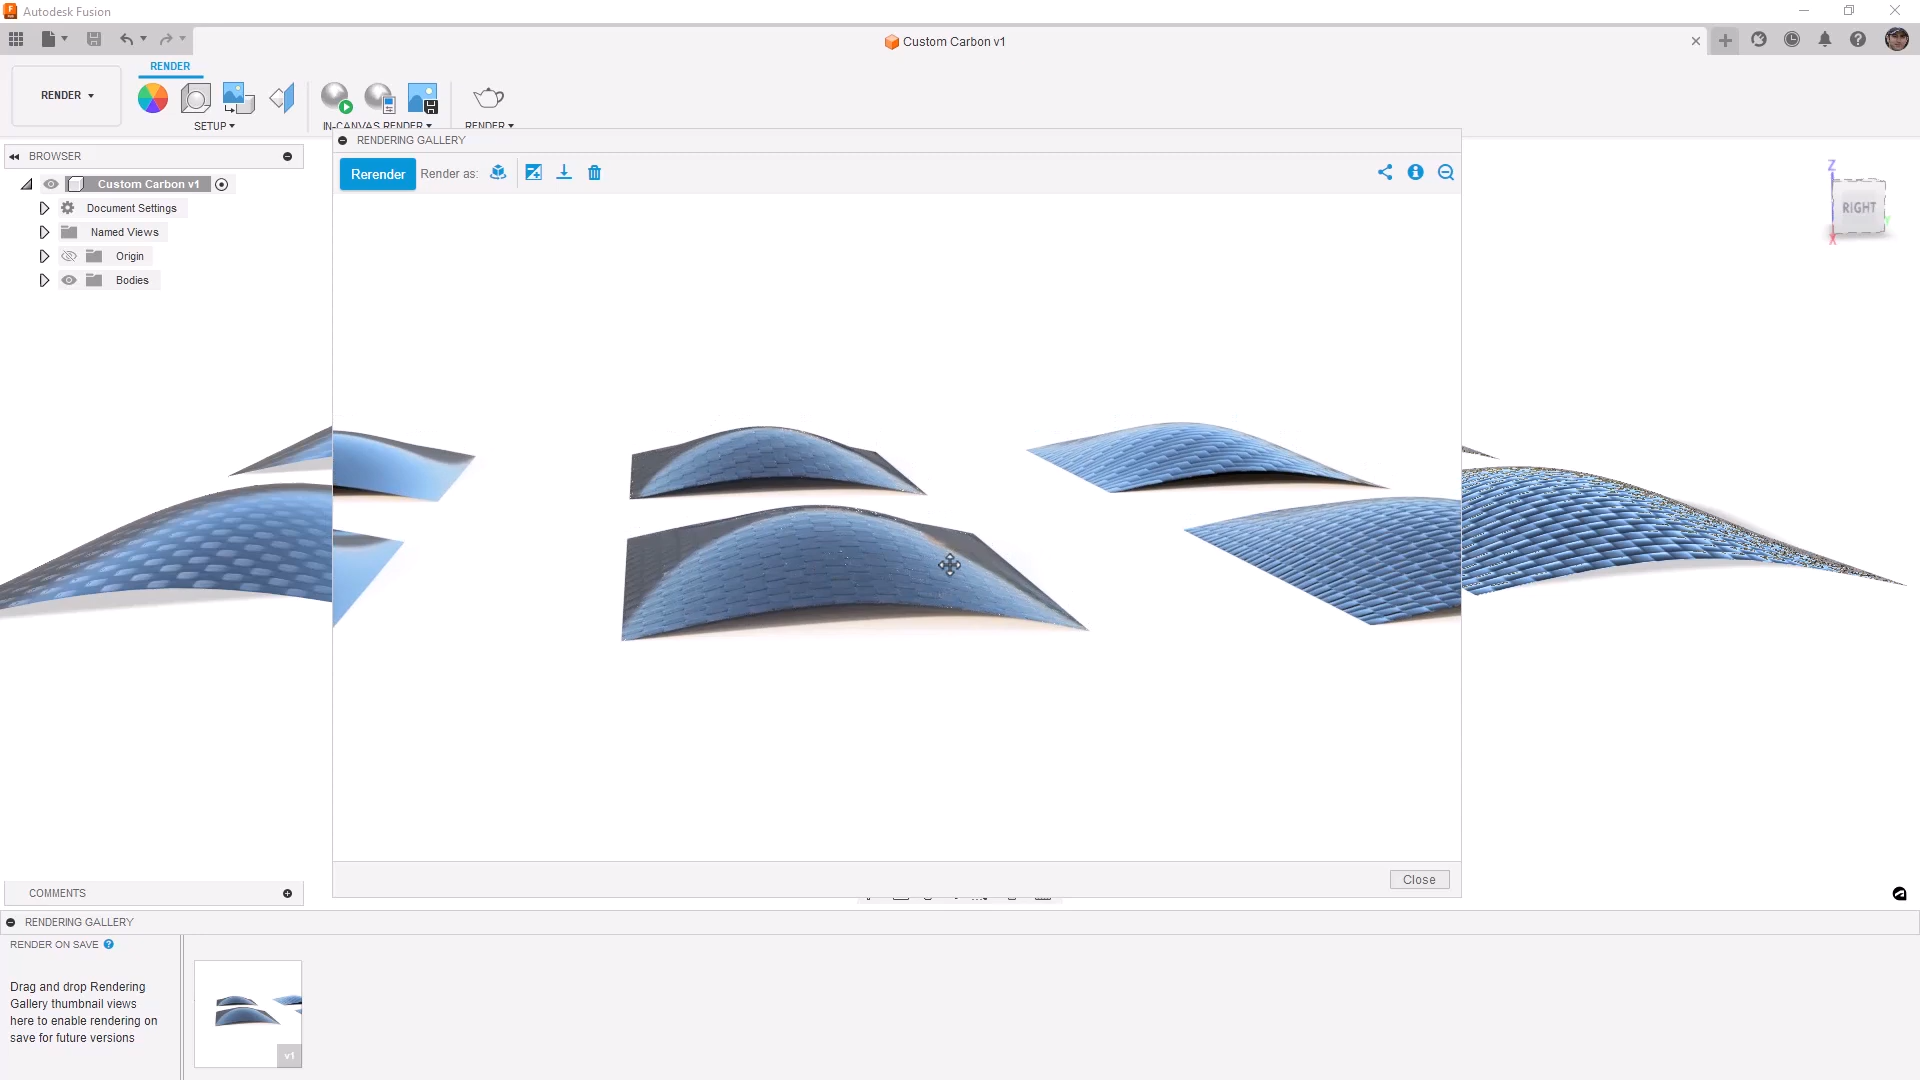 Autodesk Fusion
Custom Carbon v1
RENDER
RENDER
SETUP
IN-CANVAS RENDER
RENDER
BROWSER
Custom Carbon v1
Document Settings
Named Views
Origin
Bodies
RENDERING GALLERY
Rerender
Render as:
Z
RIGHT
Y
X
Close
COMMENTS
RENDERING GALLERY
RENDER ON SAVE
Drag and drop Rendering
Gallery thumbnail views
here to enable rendering on
save for future versions
v1